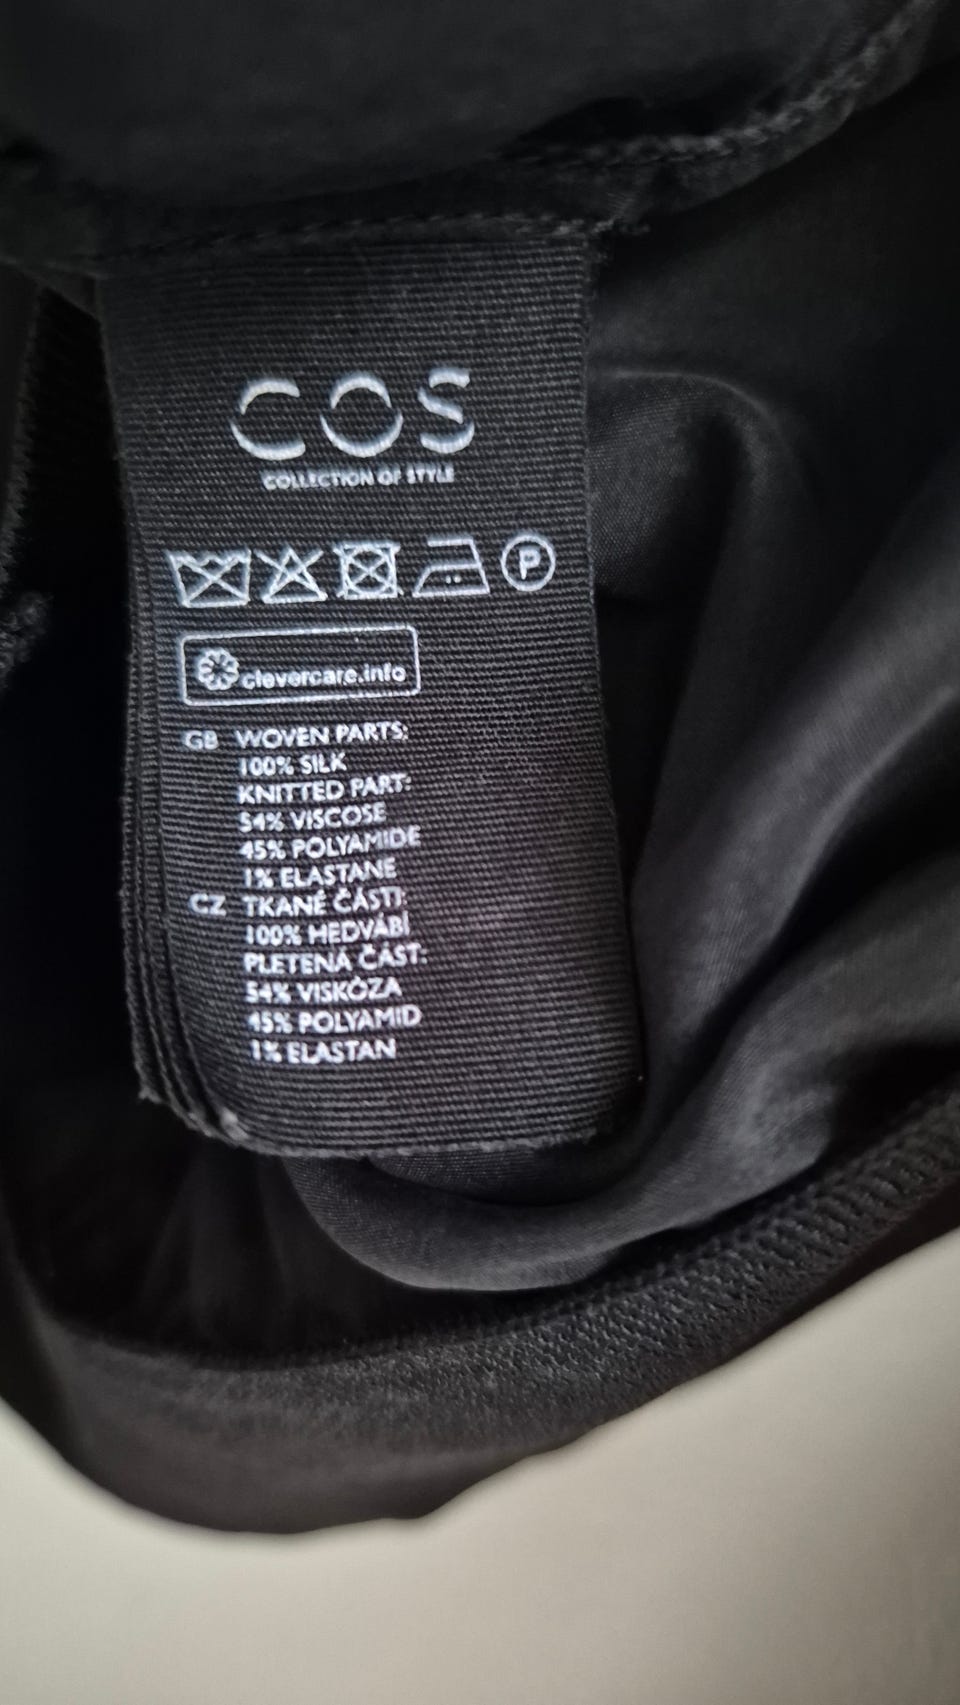 COS
COLLECTION OF STYLE
P
clevercare.info
GB WOVEN PARTS:
100% SILK
KNITTED PART:
54% VISCOSE
45% POLYAMIDE
1% ELASTANE
CZ TKANÉ ČÁSTI:
100% HEDVÁBÍ
PLETENÁ ČÁST:
54% VISKÓZA
45% POLYAMID
1% ELASTAN